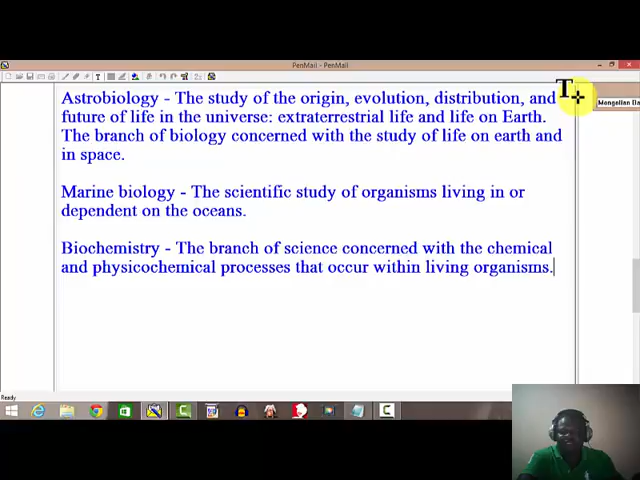 PenMail - PenMail
T
Astrobiology - The study of the origin, evolution, distribution, and
future of life in the universe: extraterrestrial life and life on Earth.
The branch of biology concerned with the study of life on earth and
in space.
Marine biology - The scientific study of organisms living in or
dependent on the oceans.
Biochemistry - The branch of science concerned with the chemical
and physicochemical processes that occur within living organisms.
Ready